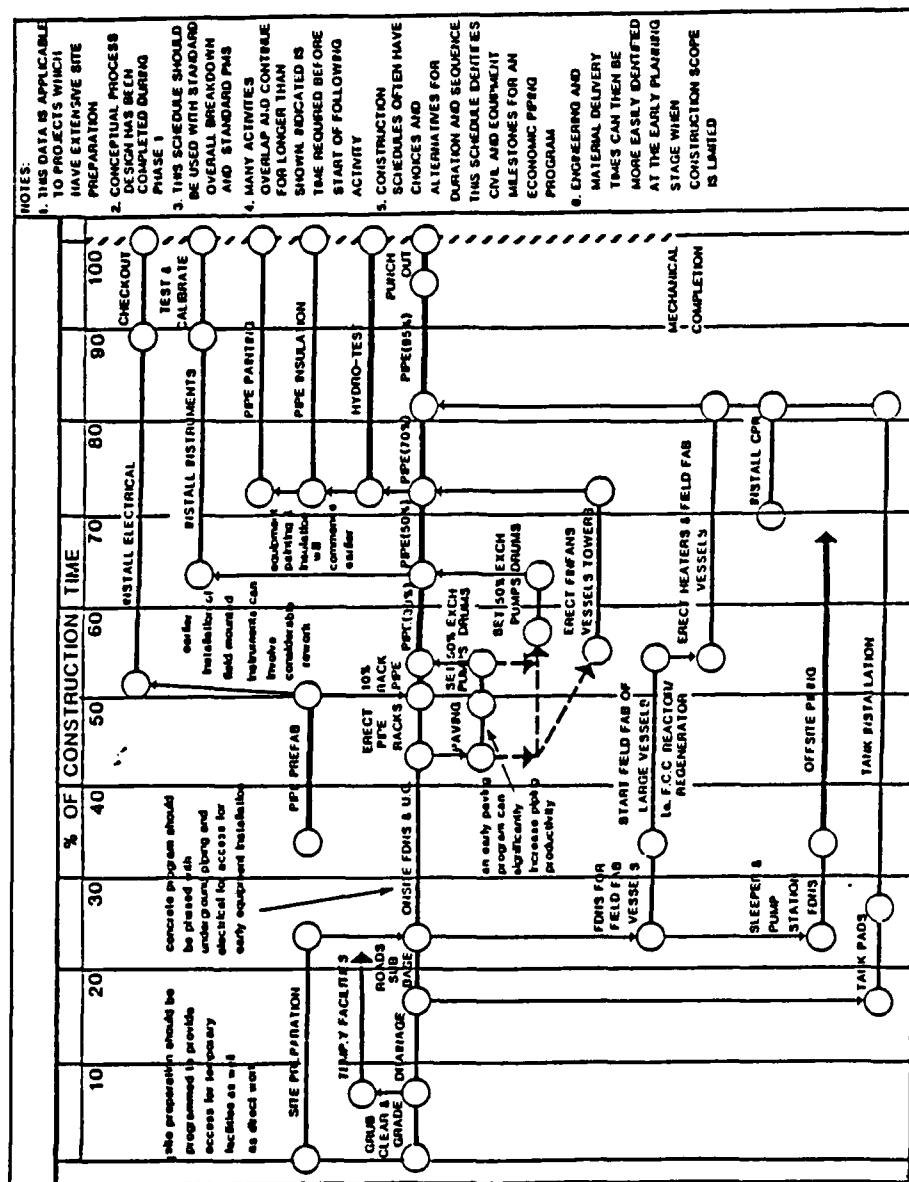 % OF CONSTRUCTION TIME
10 20 30 40 50 60 70 80 90 100
site preparation should be
programmed to provide
access for temporary
facilities as well
as direct work
concrete program should
be phased with
underground piping and
electrical for access for
early equipment installation
SITE PREPARATION
TEMP.Y FACILITIES
GRUB
CLEAR &
GRADE
DRAINAGE
ROADS
SUB
BASE
ONSITE FDNS & U.G.
PIPE PREFAB
ERECT
PIPE
RACKS
10%
RACK
PIPE
PIPE(30%)
PIPE(50%)
PIPE(70%)
PIPE(95%)
PUNCH
OUT
INSTALL ELECTRICAL
CHECKOUT
earlier
installation of
field mounted
instruments can
involve
considerable
rework
INSTALL INSTRUMENTS
TEST &
CALIBRATE
equipment
painting &
insulation
will
commence
earlier
PIPE PAINTING
PIPE INSULATION
HYDRO-TEST
PAVING
SET 50% EXCH
PUMPS DRUMS
SET 50% EXCH
PUMPS DRUMS
an early paving
program can
significantly
increase piping
productivity
ERECT FINFANS
VESSELS TOWERS
FDNS FOR
FIELD FAB
VESSELS
START FIELD FAB OF
LARGE VESSELS
i.e. F.C.C REACTOR/
REGENERATOR
ERECT HEATERS & FIELD FAB
VESSELS
MECHANICAL
COMPLETION
INSTALL CPR
SLEEPER &
PUMP
STATION
FDNS
OFFSITE PIPING
TANK PADS
TANK INSTALLATION
NOTES:
1. THIS DATA IS APPLICABLE
TO PROJECTS WHICH
HAVE EXTENSIVE SITE
PREPARATION
2. CONCEPTUAL PROCESS
DESIGN HAS BEEN
COMPLETED DURING
PHASE 1
3. THIS SCHEDULE SHOULD
BE USED WITH STANDARD
OVERALL BREAKDOWN
AND STANDARD PMS
4. MANY ACTIVITIES
OVERLAP AND CONTINUE
FOR LONGER THAN
SHOWN. INDICATED IS
TIME REQUIRED BEFORE
START OF FOLLOWING
ACTIVITY
5. CONSTRUCTION
SCHEDULES OFTEN HAVE
CHOICES AND
ALTERNATIVES FOR
DURATION AND SEQUENCE
THIS SCHEDULE IDENTIFIES
CIVIL AND EQUIPMENT
MILESTONES FOR AN
ECONOMIC PIPING
PROGRAM
6. ENGINEERING AND
MATERIAL DELIVERY
TIMES CAN THEN BE
MORE EASILY IDENTIFIED
AT THE EARLY PLANNING
STAGE WHEN
CONSTRUCTION SCOPE
IS LIMITED